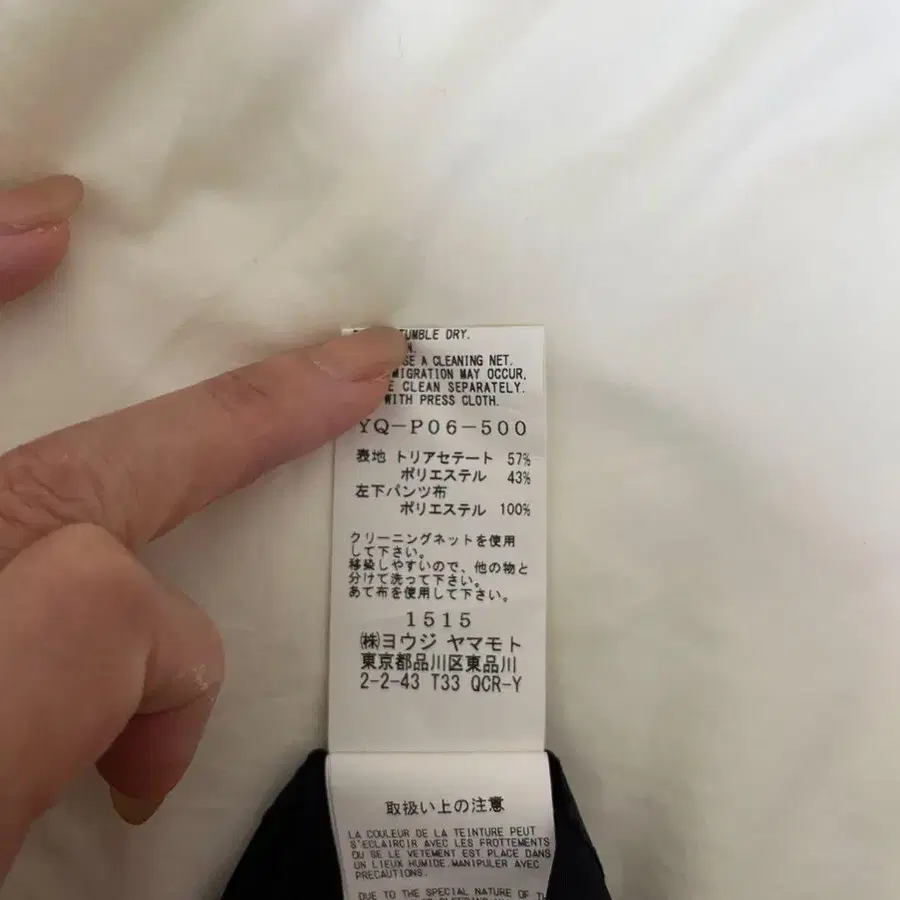 TUMBLE DRY.
A CLEANING NET.
MIGRATION MAY OCCUR.
CLEAN SEPARATELY.
WITH PRESS CLOTH.
YQ-P06-500
表地 トリアセテート 57%
ポリエステル 43%
左下パンツ布
ポリエステル 100%
クリーニングネットを使用
して下さい。
移染しやすいので、他の物と
分けて洗って下さい。
あて布を使用して下さい。
1515
㈱ヨウジ ヤマモト
東京都品川区東品川
2-2-43 T33 QCR-Y
取扱い上の注意
LA COULEUR DE LA TEINTURE PEUT
S'ECLAIRCIR AVEC LES FROTTEMENTS
OU SE LE VETEMENT EST PLACE DANS
UN LIEUX HUMIDE.MANIPULER AVEC
PRECAUTIONS.
DUE TO THE SPECIAL NATURE OF